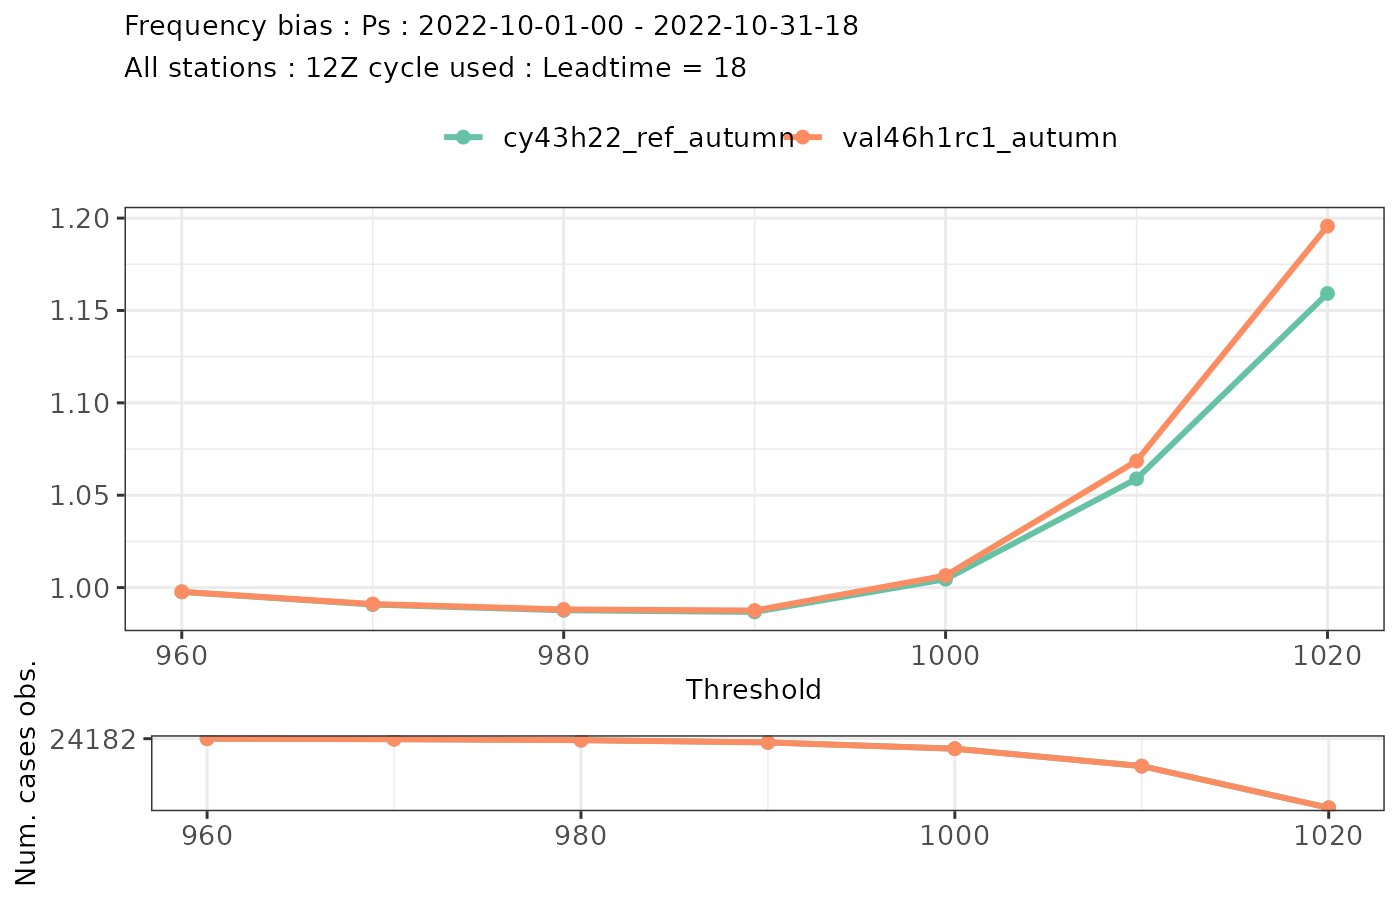 Frequency bias : Ps : 2022-10-01-00 - 2022-10-31-18
All stations : 12Z cycle used : Leadtime = 18
cy43h22_ref_autumn val46h1rc1_autumn
1.20
1.15
1.10
1.05
1.00
960 980 1000 1020
Threshold
Num. cases obs.
24182
960 980 1000 1020